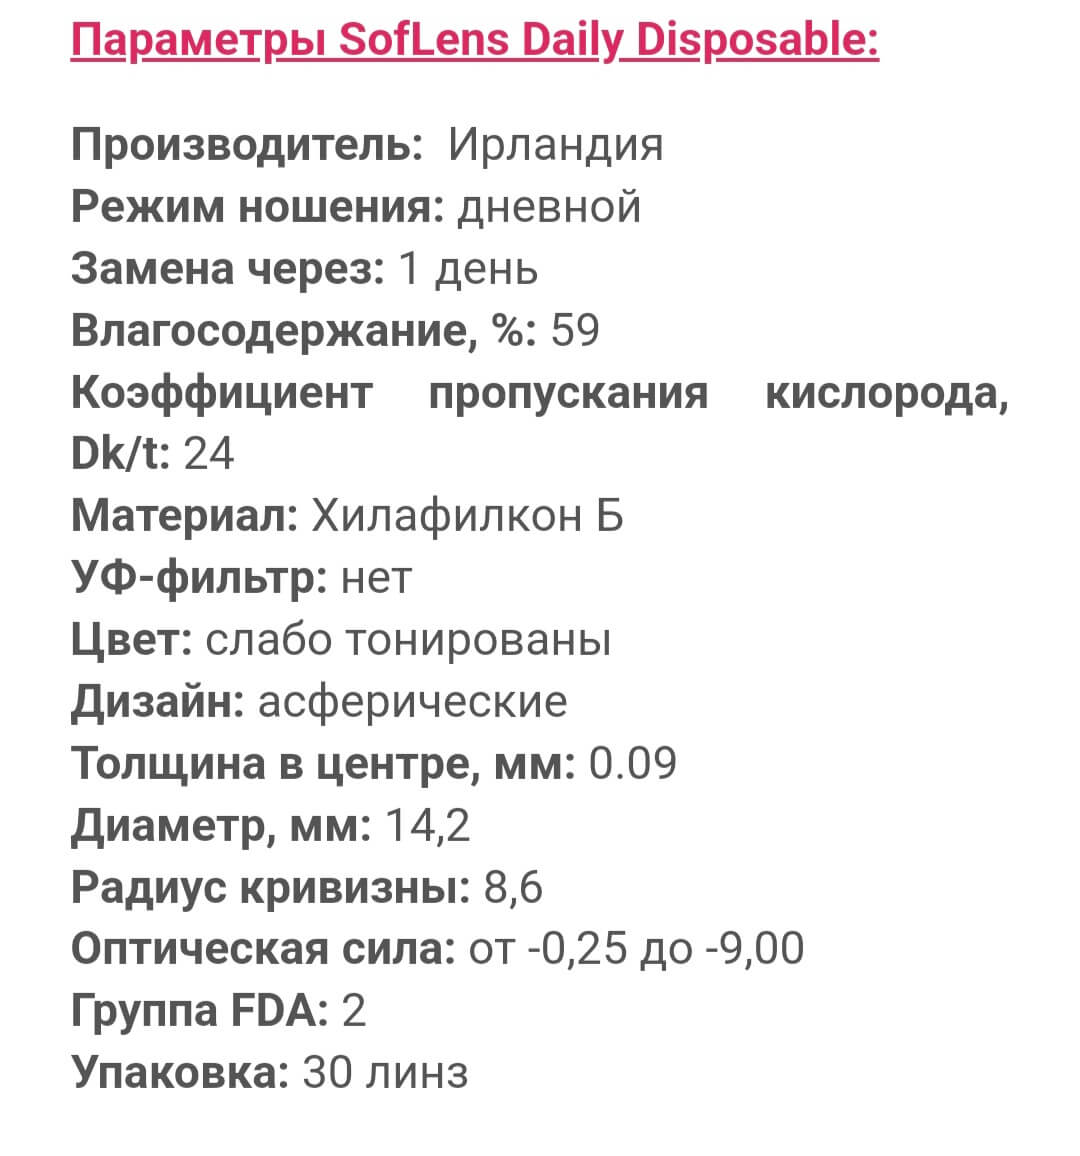 Параметры SofLens Daily Disposable:
Производитель: Ирландия
Режим ношения: дневной
Замена через: 1 день
Влагосодержание, %: 59
Коэффициент пропускания кислорода,
Dk/t: 24
Материал: Хилафилкон Б
УФ-фильтр: нет
Цвет: слабо тонированы
Дизайн: асферические
Толщина в центре, мм: 0.09
Диаметр, мм: 14,2
Радиус кривизны: 8,6
Оптическая сила: от -0,25 до -9,00
Группа FDA: 2
Упаковка: 30 линз